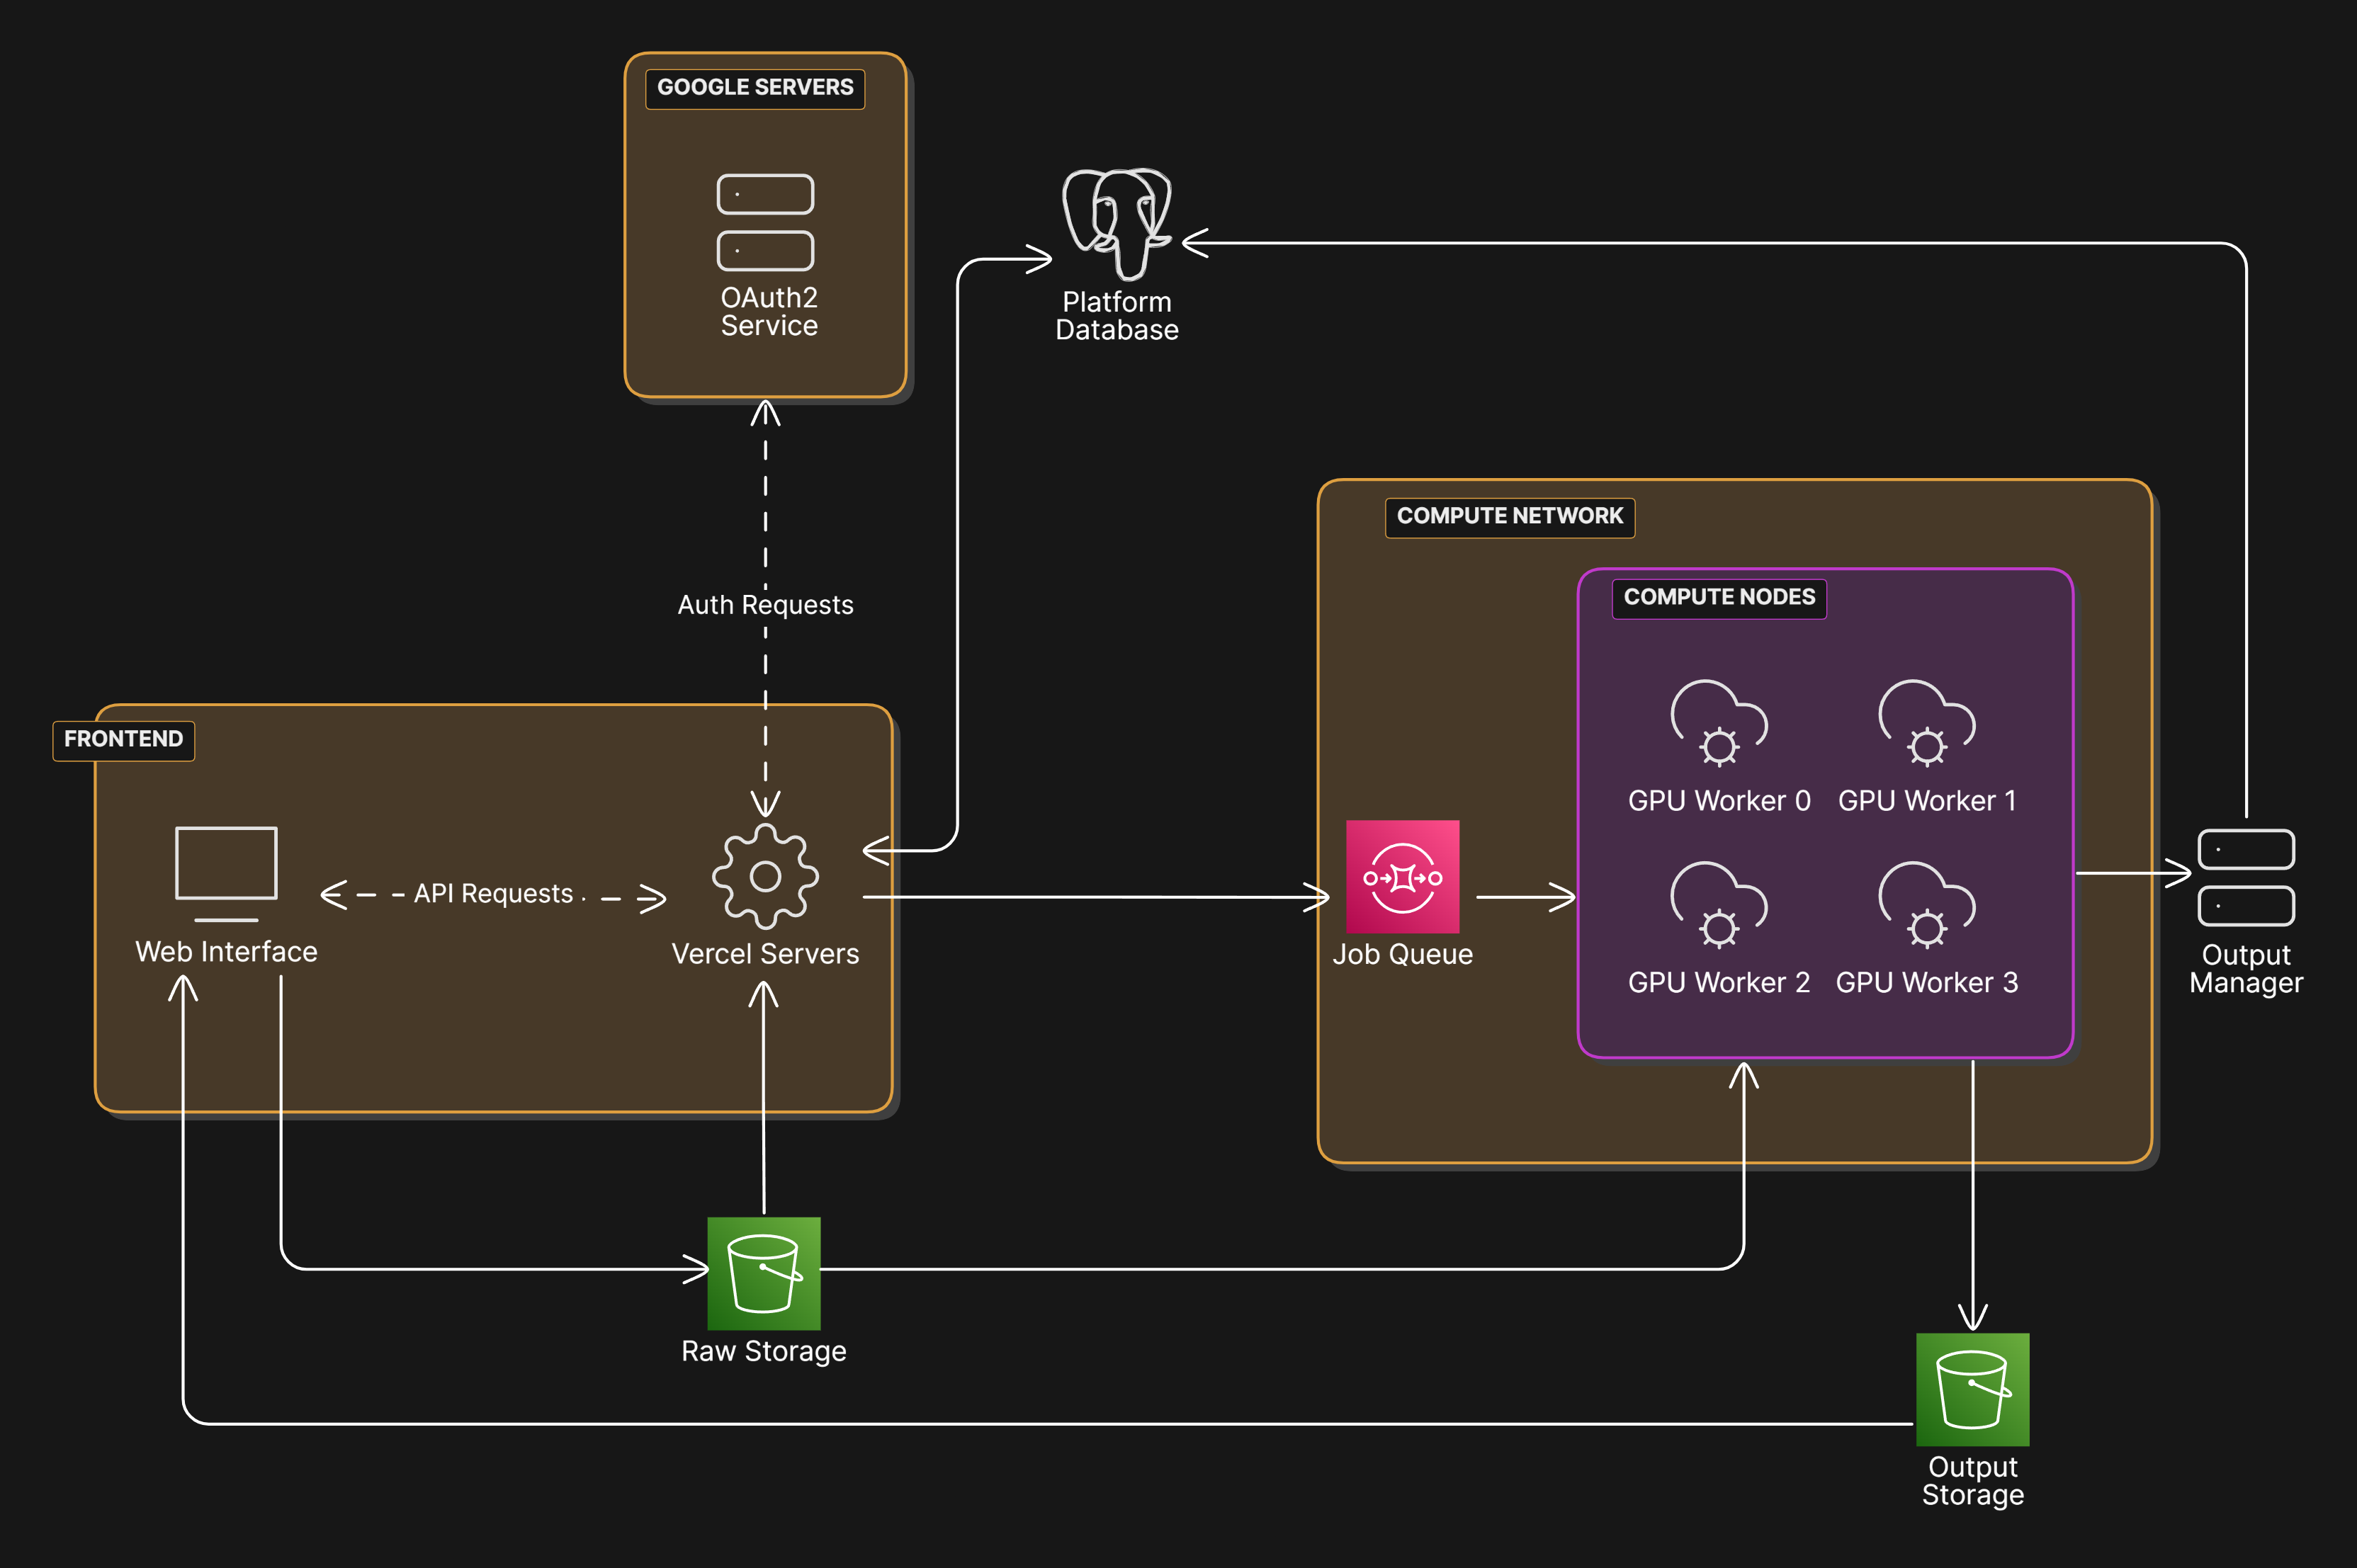 GOOGLE SERVERS
OAuth2
Service
Platform
Database
Auth Requests
COMPUTE NETWORK
COMPUTE NODES
GPU Worker 0
GPU Worker 1
GPU Worker 2
GPU Worker 3
FRONTEND
Web Interface
API Requests
Vercel Servers
Job Queue
Output
Manager
Raw Storage
Output
Storage